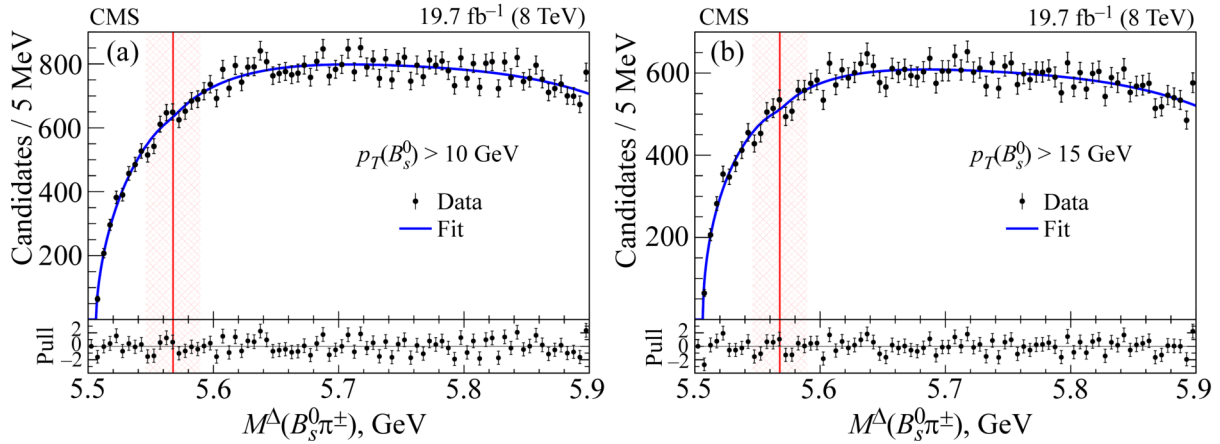 CMS 19.7 fb⁻¹ (8 TeV)
(a)
Candidates / 5 MeV
800
600
400
200
p_T(B_s^0) > 10 GeV
Data
Fit
Pull
2
0
−2
5.5 5.6 5.7 5.8 5.9
M^Δ(B_s^0π^±), GeV
CMS 19.7 fb⁻¹ (8 TeV)
(b)
Candidates / 5 MeV
600
400
200
0
p_T(B_s^0) > 15 GeV
Data
Fit
Pull
2
0
−2
5.5 5.6 5.7 5.8 5.9
M^Δ(B_s^0π^±), GeV